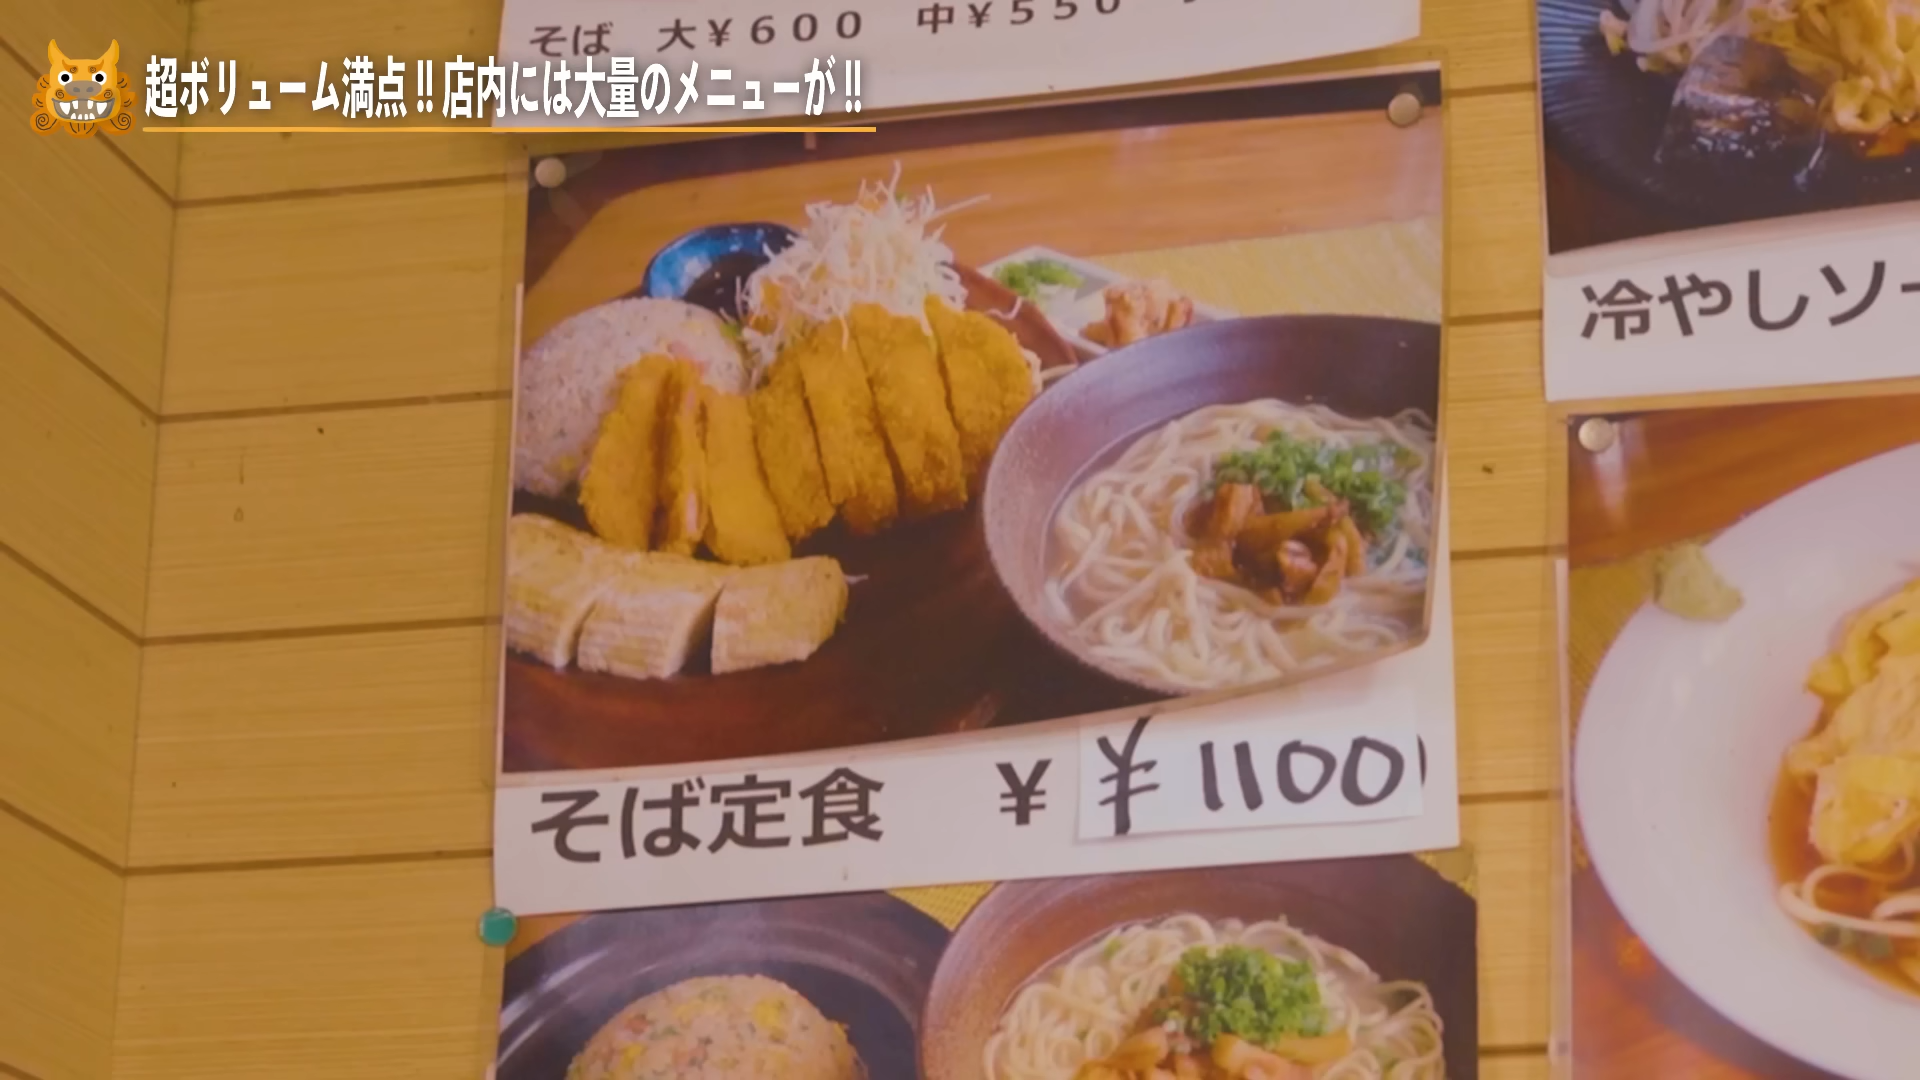 そば 大￥600 中￥550
超ボリューム満点!!店内には大量のメニューが!!
冷やしソー
そば定食 ￥ ￥1100